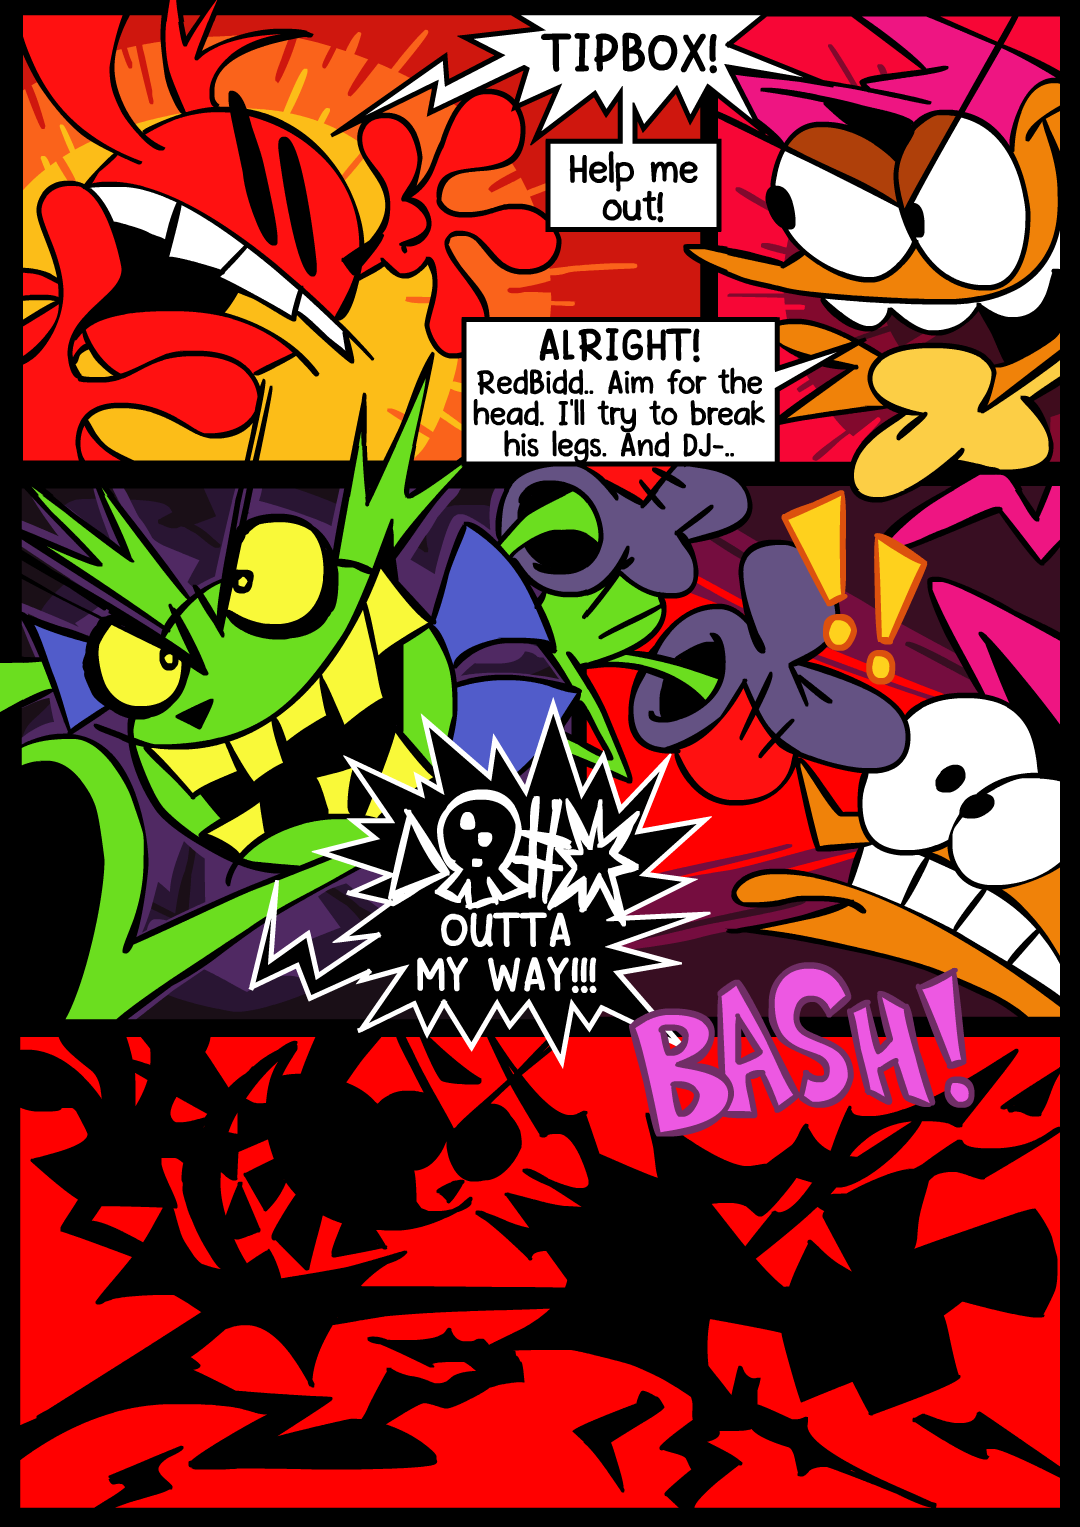 TIPBOX!
Help me
out!
ALRIGHT!
RedBidd.. Aim for the
head. I'll try to break
his legs. And DJ-..
!!
#*
OUTTA
MY WAY!!!
BASH!